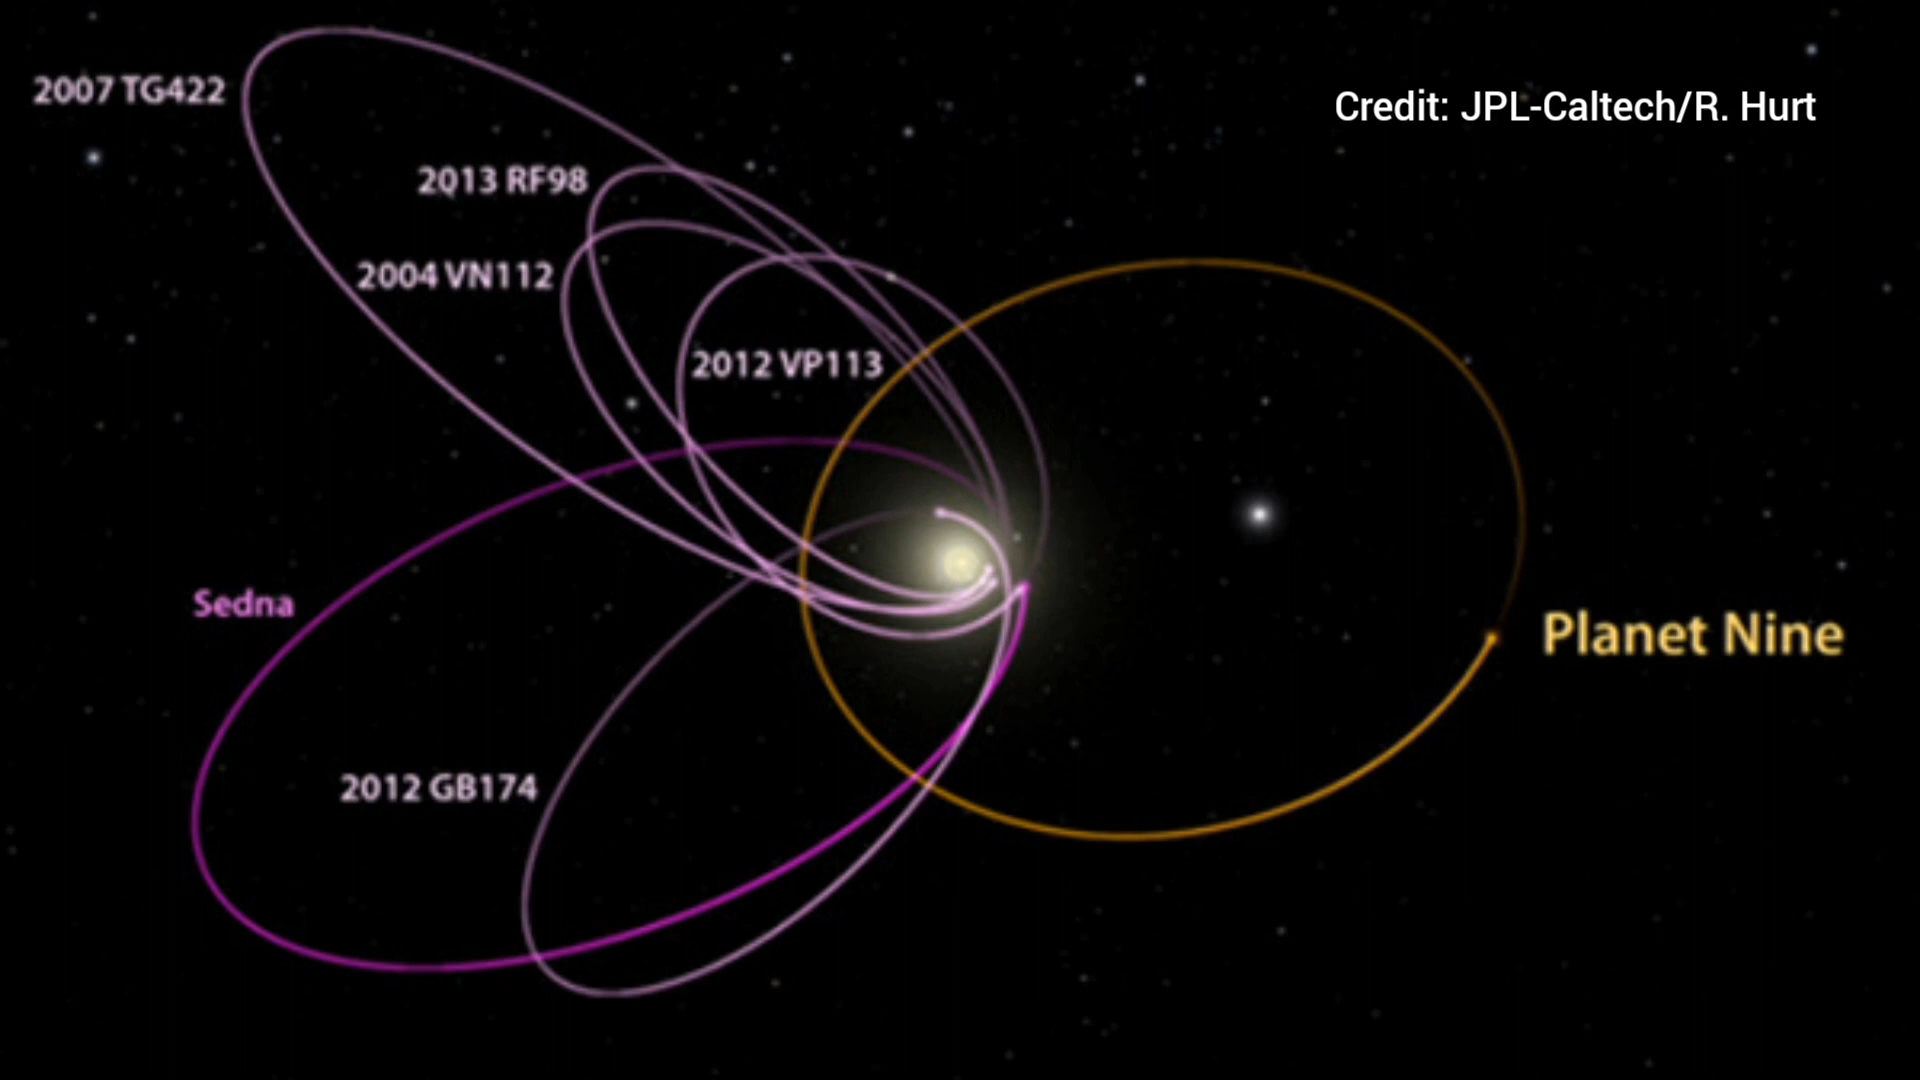 2007 TG422
Credit: JPL-Caltech/R. Hurt
2013 RF98
2004 VN112
2012 VP113
Sedna
Planet Nine
2012 GB174